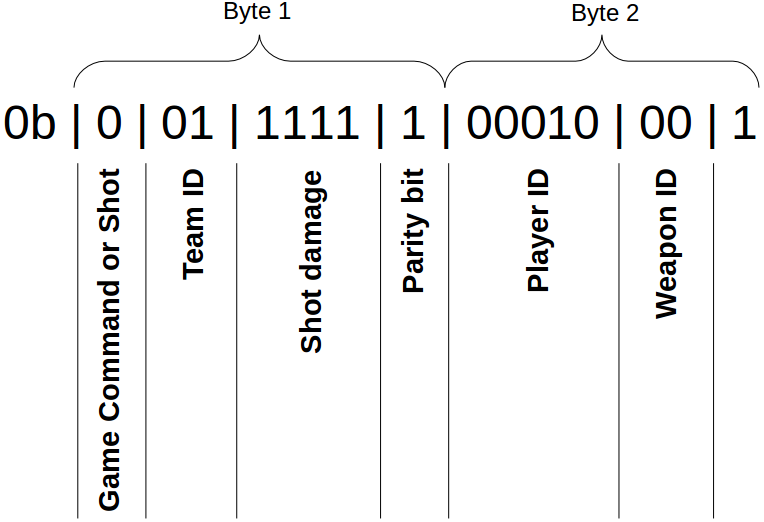 Byte 1
Byte 2
0b | 0 | 01 | 1111 | 1 | 00010 | 00 | 1
Game Command or Shot
Team ID
Shot damage
Parity bit
Player ID
Weapon ID